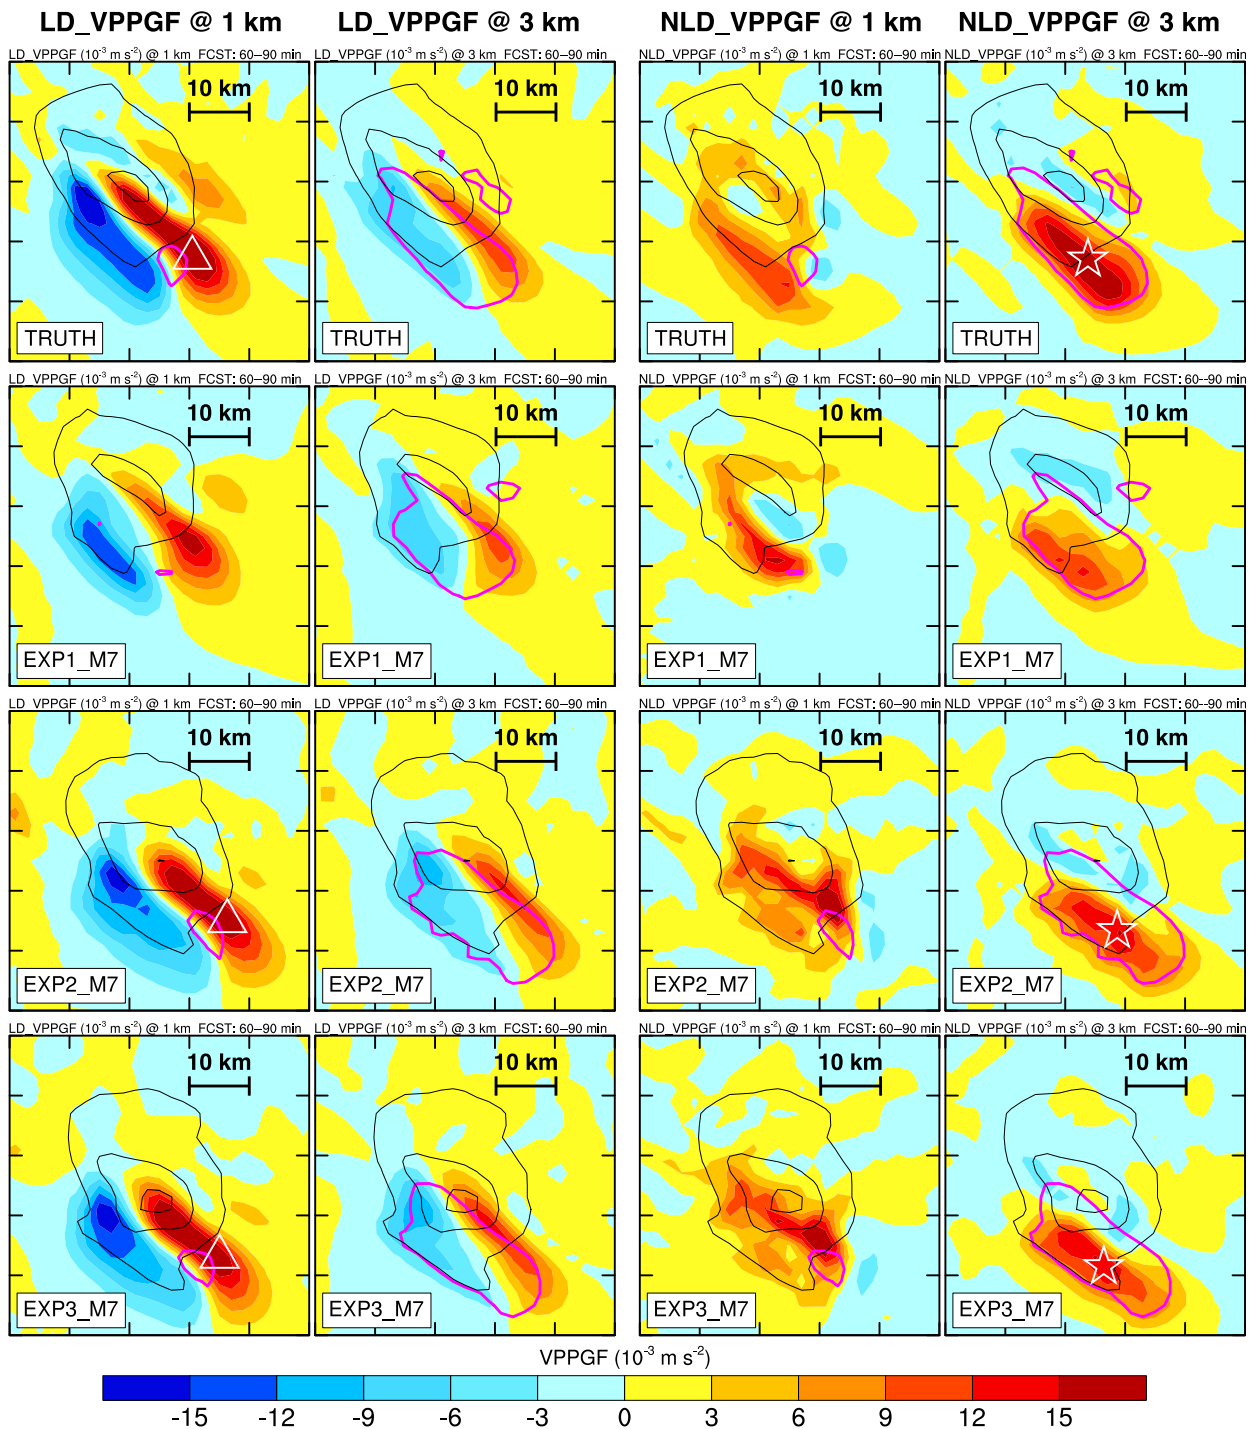 LD_VPPGF @ 1 km LD_VPPGF @ 3 km NLD_VPPGF @ 1 km NLD_VPPGF @ 3 km
LD_VPPGF (10⁻³ m s⁻²) @ 1 km FCST: 60–90 min LD_VPPGF (10⁻³ m s⁻²) @ 3 km FCST: 60–90 min NLD_VPPGF (10⁻³ m s⁻²) @ 1 km FCST: 60–90 min NLD_VPPGF (10⁻³ m s⁻²) @ 3 km FCST: 60–90 min
10 km 10 km 10 km 10 km
TRUTH TRUTH TRUTH TRUTH
LD_VPPGF (10⁻³ m s⁻²) @ 1 km FCST: 60–90 min LD_VPPGF (10⁻³ m s⁻²) @ 3 km FCST: 60–90 min NLD_VPPGF (10⁻³ m s⁻²) @ 1 km FCST: 60–90 min NLD_VPPGF (10⁻³ m s⁻²) @ 3 km FCST: 60--90 min
10 km 10 km 10 km 10 km
EXP1_M7 EXP1_M7 EXP1_M7 EXP1_M7
LD_VPPGF (10⁻³ m s⁻²) @ 1 km FCST: 60–90 min LD_VPPGF (10⁻³ m s⁻²) @ 3 km FCST: 60–90 min NLD_VPPGF (10⁻³ m s⁻²) @ 1 km FCST: 60–90 min NLD_VPPGF (10⁻³ m s⁻²) @ 3 km FCST: 60--90 min
10 km 10 km 10 km 10 km
EXP2_M7 EXP2_M7 EXP2_M7 EXP2_M7
LD_VPPGF (10⁻³ m s⁻²) @ 1 km FCST: 60–90 min LD_VPPGF (10⁻³ m s⁻²) @ 3 km FCST: 60–90 min NLD_VPPGF (10⁻³ m s⁻²) @ 1 km FCST: 60–90 min NLD_VPPGF (10⁻³ m s⁻²) @ 3 km FCST: 60--90 min
10 km 10 km 10 km 10 km
EXP3_M7 EXP3_M7 EXP3_M7 EXP3_M7
VPPGF (10⁻³ m s⁻²)
-15 -12 -9 -6 -3 0 3 6 9 12 15